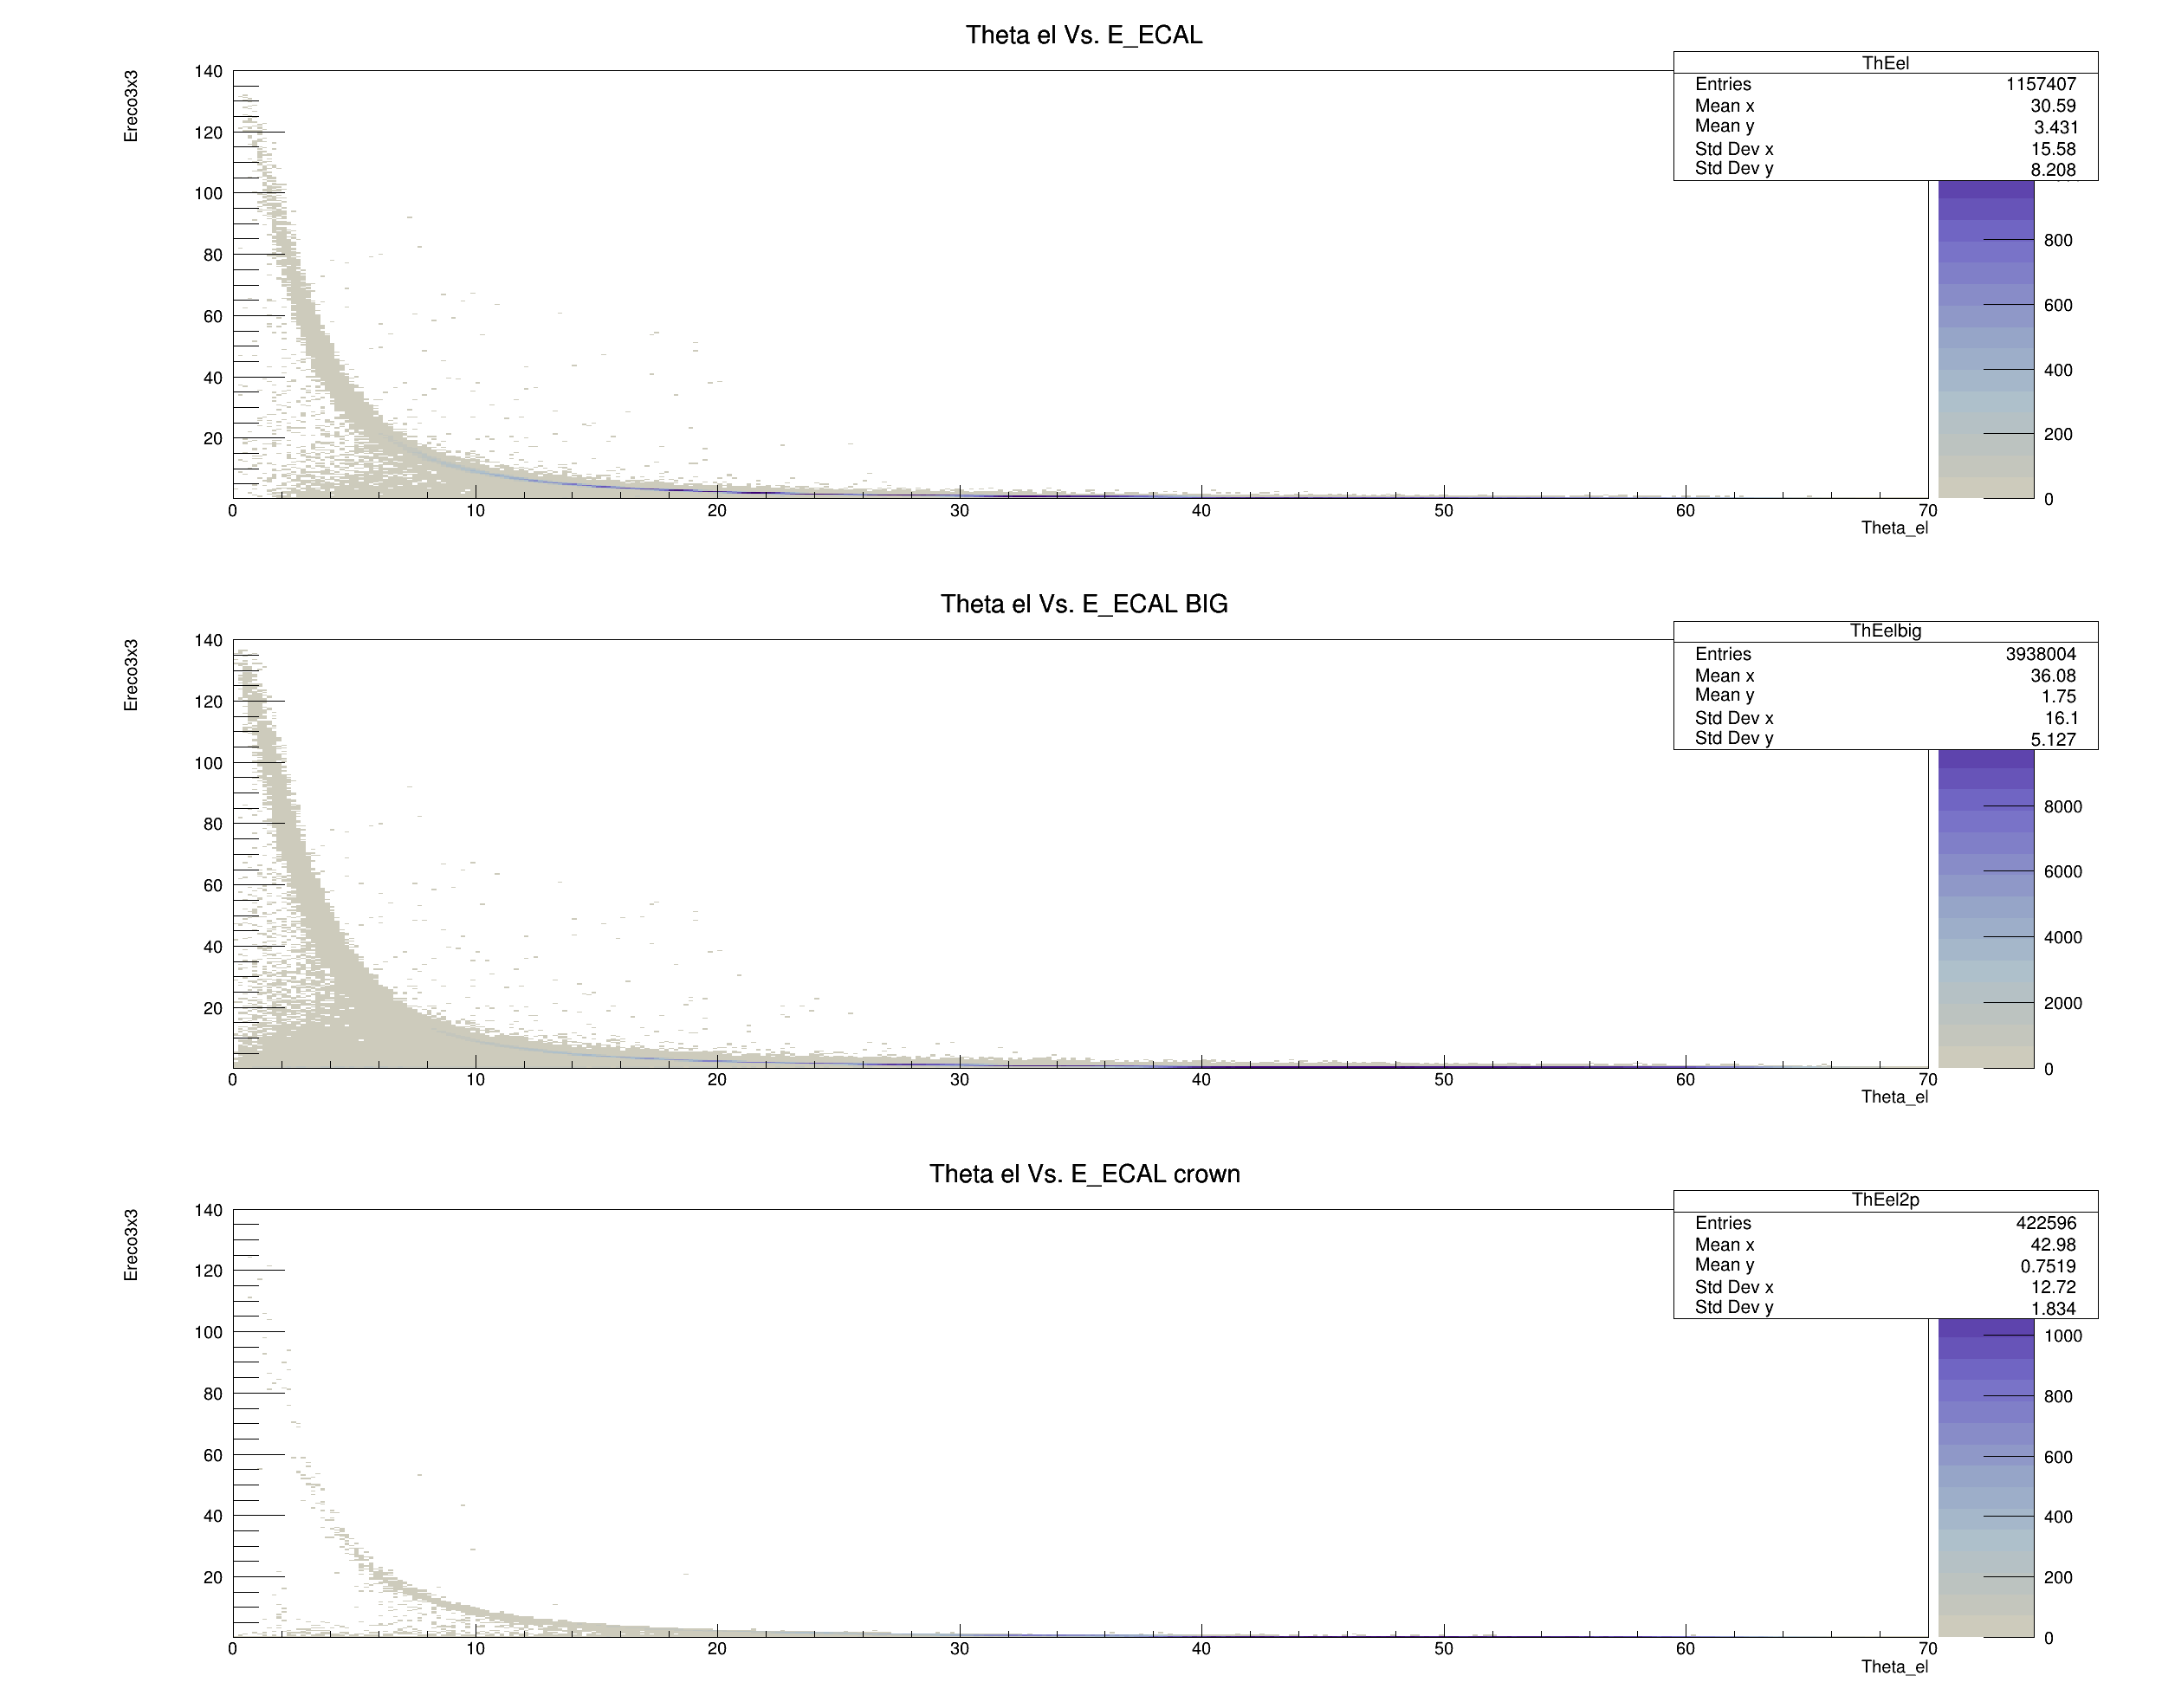 Theta el Vs. E_ECAL
Ereco3x3
140
120
100
80
60
40
20
0 10 20 30 40 50 60 70
Theta_el
ThEel
Entries 1157407
Mean x 30.59
Mean y 3.431
Std Dev x 15.58
Std Dev y 8.208
800
600
400
200
0
Theta el Vs. E_ECAL BIG
Ereco3x3
140
120
100
80
60
40
20
0 10 20 30 40 50 60 70
Theta_el
ThEelbig
Entries 3938004
Mean x 36.08
Mean y 1.75
Std Dev x 16.1
Std Dev y 5.127
8000
6000
4000
2000
0
Theta el Vs. E_ECAL crown
Ereco3x3
140
120
100
80
60
40
20
0 10 20 30 40 50 60 70
Theta_el
ThEel2p
Entries 422596
Mean x 42.98
Mean y 0.7519
Std Dev x 12.72
Std Dev y 1.834
1000
800
600
400
200
0